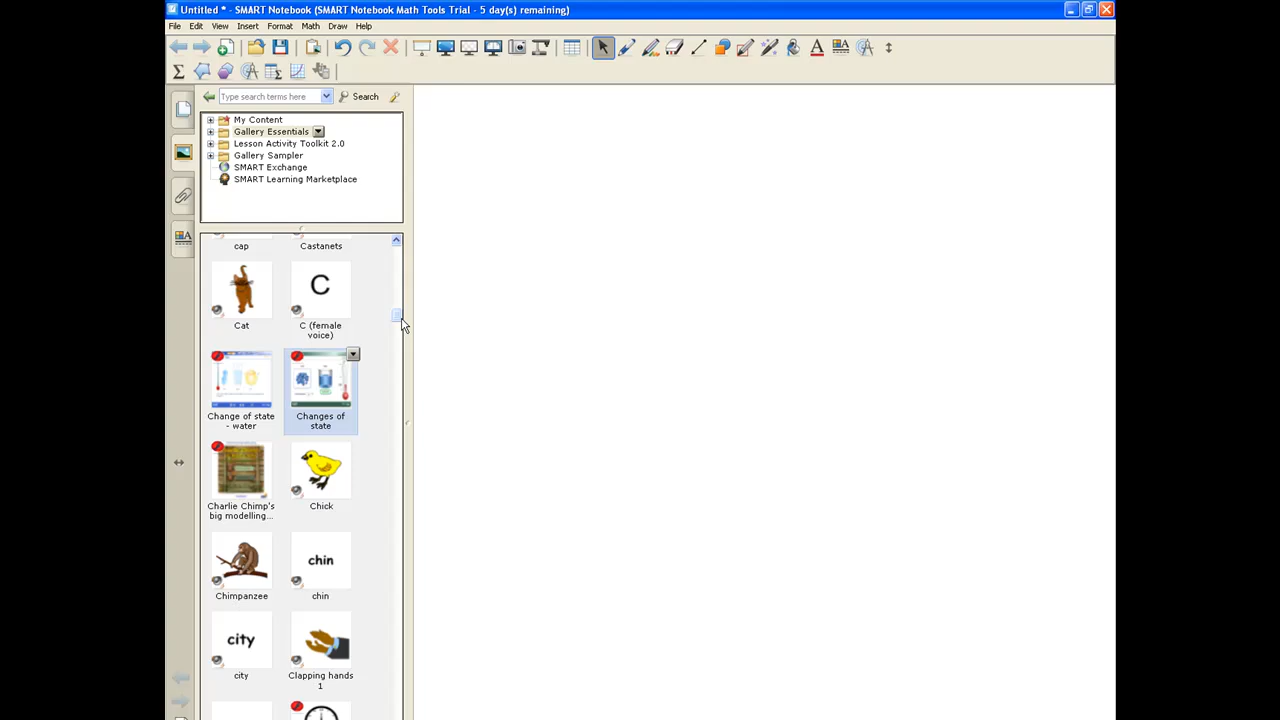 Untitled * - SMART Notebook (SMART Notebook Math Tools Trial - 5 day(s) remaining)
File Edit View Insert Format Math Draw Help
Type search terms here Search
My Content
Gallery Essentials
Lesson Activity Toolkit 2.0
Gallery Sampler
SMART Exchange
SMART Learning Marketplace
cap Castanets
C
Cat C (female
voice)
Change of state Changes of
- water state
Charlie Chimp's Chick
big modelling...
chin
Chimpanzee chin
city
city Clapping hands
1